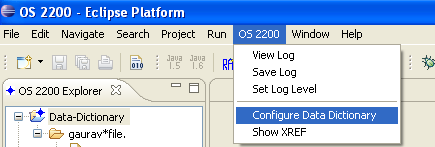 OS 2200 - Eclipse Platform
File Edit Navigate Search Project Run OS 2200 Window Help
View Log
Save Log
Set Log Level
Configure Data Dictionary
Show XREF
010
Java 1.5
Java 1.6
RA
OS 2200 Explorer
Data-Dictionary
gaurav*file.